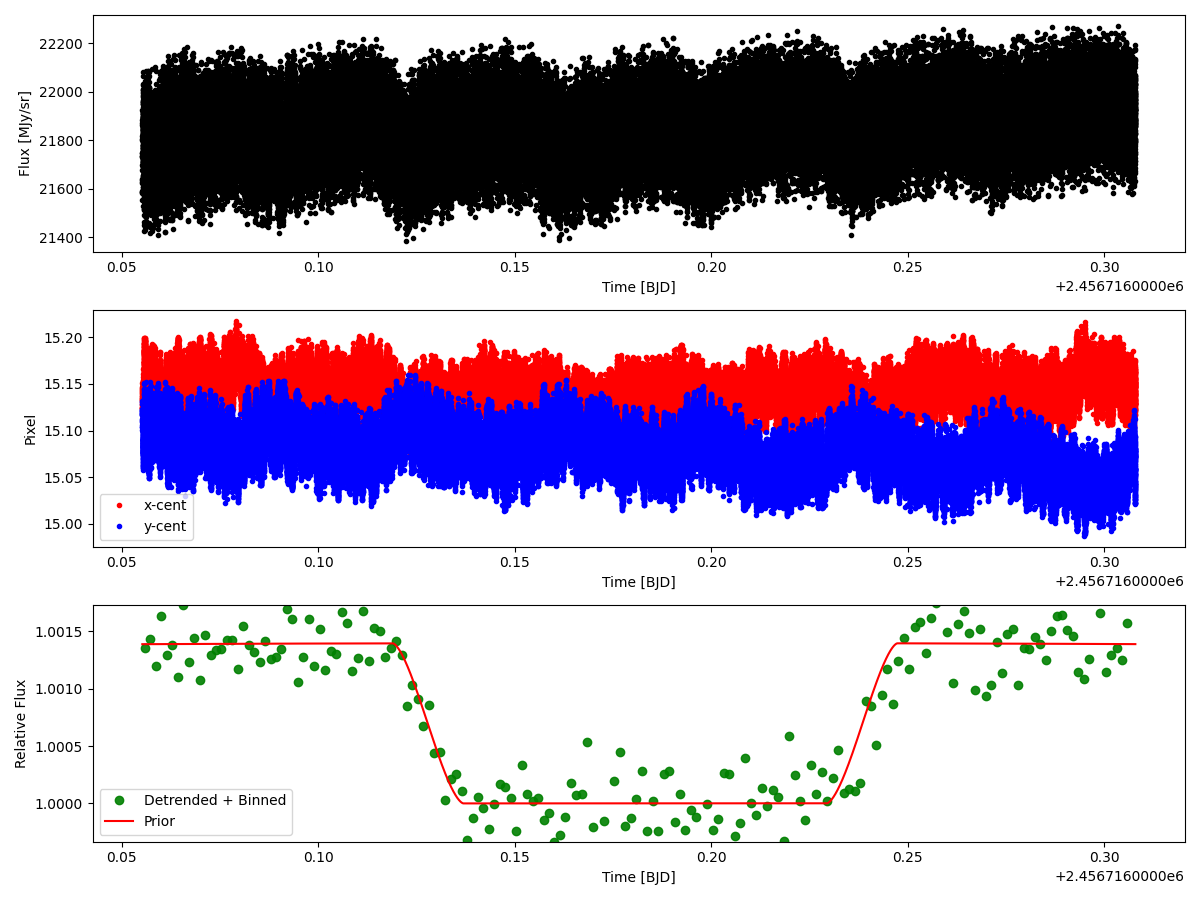 22200
22000
21800
21600
21400
Flux [MJy/sr]
0.05 0.10 0.15 0.20 0.25 0.30
Time [BJD]
+2.4567160000e6
15.20
15.15
15.10
15.05
15.00
Pixel
x-cent
y-cent
0.05 0.10 0.15 0.20 0.25 0.30
Time [BJD]
+2.4567160000e6
1.0015
1.0010
1.0005
1.0000
Relative Flux
Detrended + Binned
Prior
0.05 0.10 0.15 0.20 0.25 0.30
Time [BJD]
+2.4567160000e6